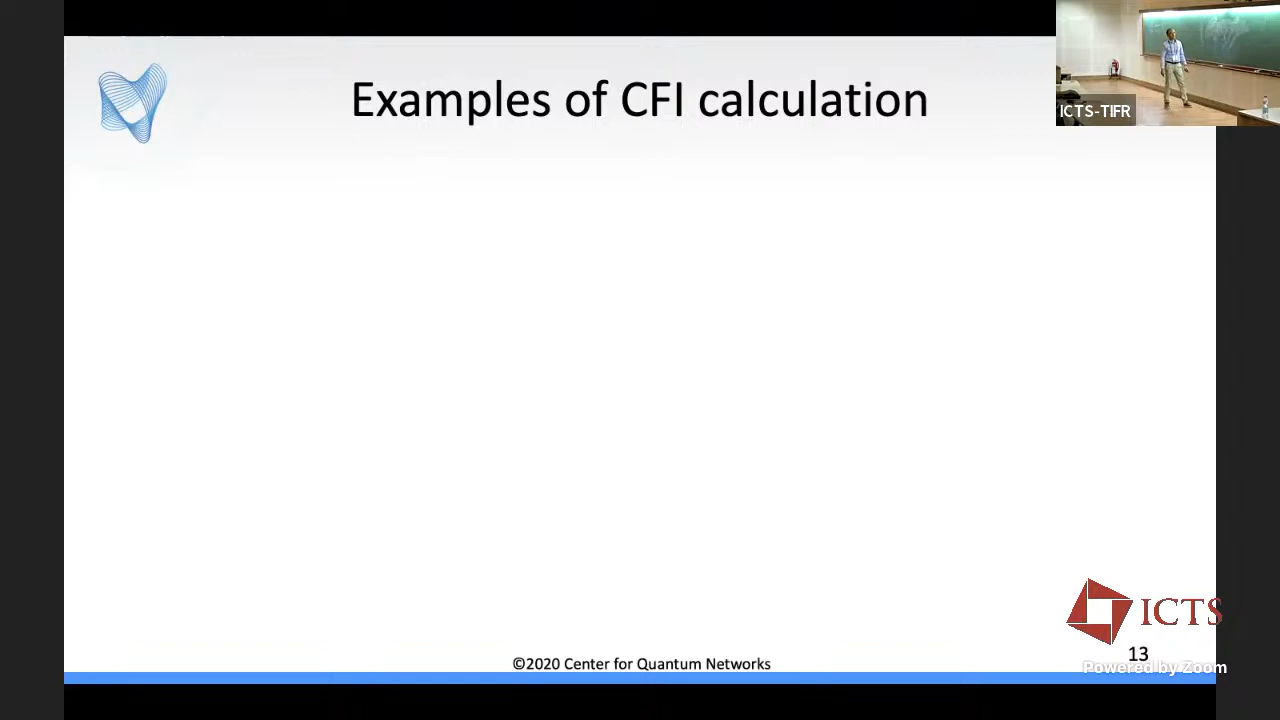 Examples of CFI calculation
ICTS-TIFR
ICTS
13
©2020 Center for Quantum Networks
Powered by Zoom